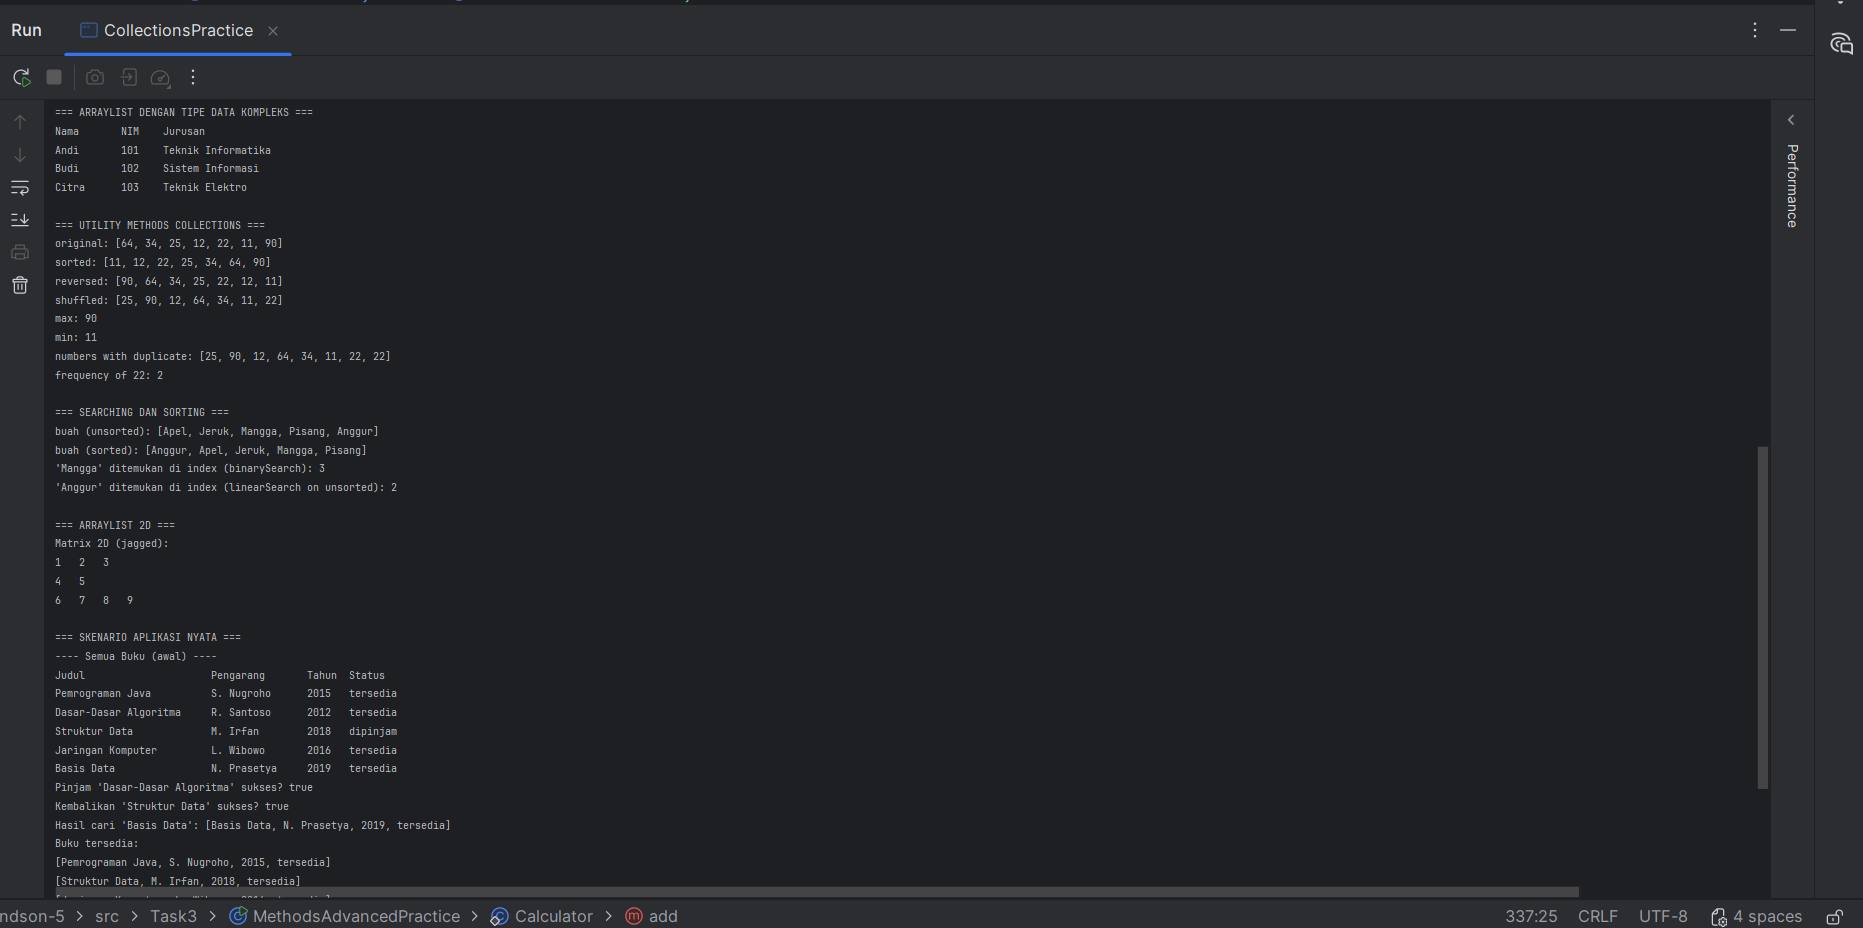 Run CollectionsPractice
=== ARRAYLIST DENGAN TIPE DATA KOMPLEKS ===
Nama NIM Jurusan
Andi 101 Teknik Informatika
Budi 102 Sistem Informasi
Citra 103 Teknik Elektro
=== UTILITY METHODS COLLECTIONS ===
original: [64, 34, 25, 12, 22, 11, 90]
sorted: [11, 12, 22, 25, 34, 64, 90]
reversed: [90, 64, 34, 25, 22, 12, 11]
shuffled: [25, 90, 12, 64, 34, 11, 22]
max: 90
min: 11
numbers with duplicate: [25, 90, 12, 64, 34, 11, 22, 22]
frequency of 22: 2
=== SEARCHING DAN SORTING ===
buah (unsorted): [Apel, Jeruk, Mangga, Pisang, Anggur]
buah (sorted): [Anggur, Apel, Jeruk, Mangga, Pisang]
'Mangga' ditemukan di index (binarySearch): 3
'Anggur' ditemukan di index (linearSearch on unsorted): 2
=== ARRAYLIST 2D ===
Matrix 2D (jagged):
1 2 3
4 5
6 7 8 9
=== SKENARIO APLIKASI NYATA ===
---- Semua Buku (awal) ----
Judul Pengarang Tahun Status
Pemrograman Java S. Nugroho 2015 tersedia
Dasar-Dasar Algoritma R. Santoso 2012 tersedia
Struktur Data M. Irfan 2018 dipinjam
Jaringan Komputer L. Wibowo 2016 tersedia
Basis Data N. Prasetya 2019 tersedia
Pinjam 'Dasar-Dasar Algoritma' sukses? true
Kembalikan 'Struktur Data' sukses? true
Hasil cari 'Basis Data': [Basis Data, N. Prasetya, 2019, tersedia]
Buku tersedia:
[Pemrograman Java, S. Nugroho, 2015, tersedia]
[Struktur Data, M. Irfan, 2018, tersedia]
Performance
ndson-5 > src > Task3 > MethodsAdvancedPractice > Calculator > add 337:25 CRLF UTF-8 4 spaces